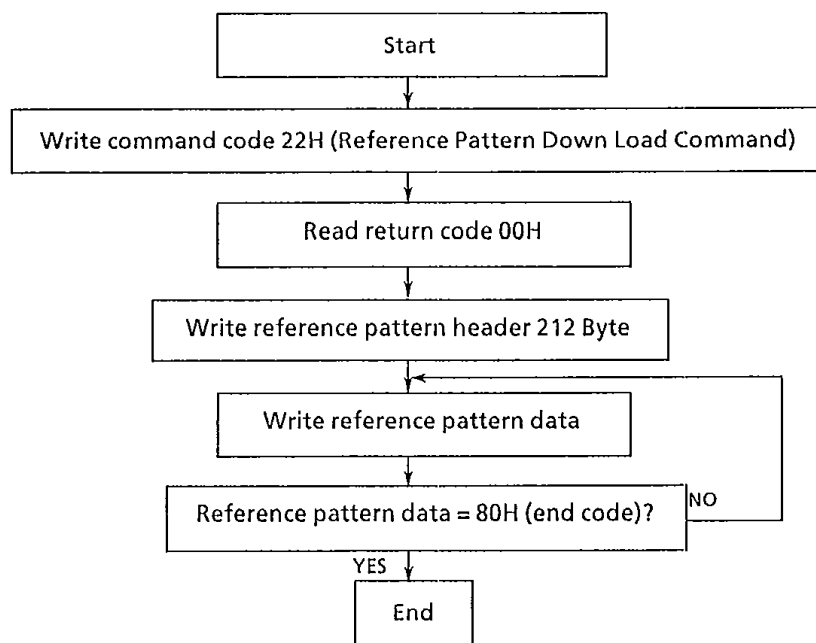 Start
Write command code 22H (Reference Pattern Down Load Command)
Read return code 00H
Write reference pattern header 212 Byte
Write reference pattern data
Reference pattern data = 80H (end code)?
NO
YES
End